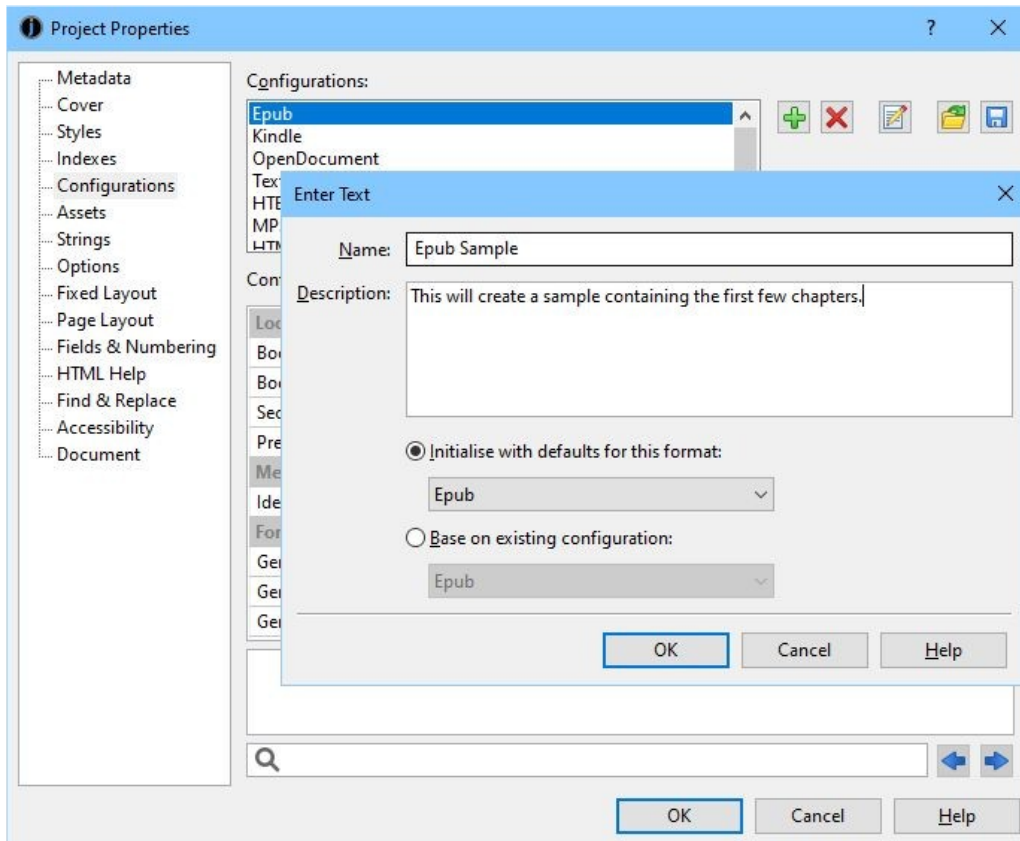 Project Properties
?
Metadata
Cover
Styles
Indexes
Configurations
Assets
Strings
Options
Fixed Layout
Page Layout
Fields & Numbering
HTML Help
Find & Replace
Accessibility
Document
Configurations:
Epub
Kindle
OpenDocument
Enter Text
Name:
Epub Sample
Description:
This will create a sample containing the first few chapters.
Initialise with defaults for this format:
Epub
Base on existing configuration:
Epub
OK
Cancel
Help
OK
Cancel
Help